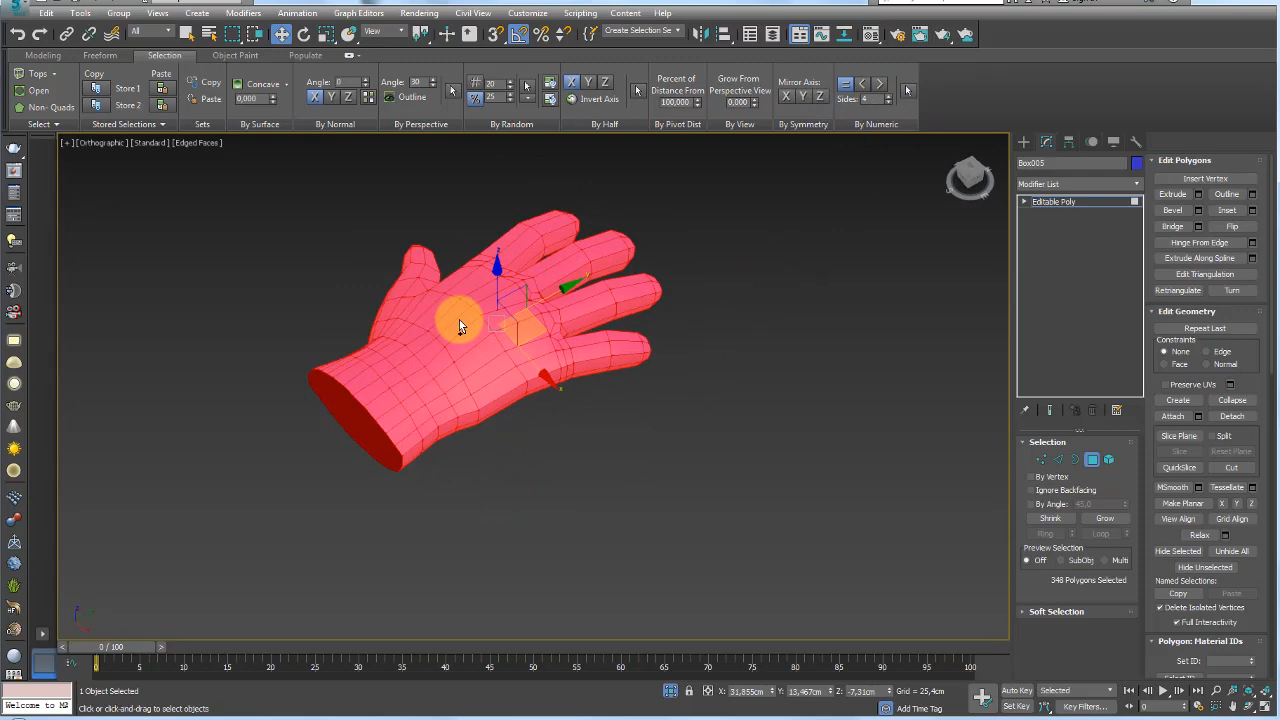 Edit Tools Group Views Create Modifiers Animation Graph Editors Rendering Civil View Customize Scripting Content Help
All View Create Selection Se
Modeling Freeform Selection Object Paint Populate
Tops Copy Paste Copy Concave Angle: 0 Angle: 30 20 X Y Z Percent of Grow From Mirror Axis:
Open Store 1 Distance From Perspective View
Non-Quads Store 2 Paste 0,000 X Y Z Outline % 25 Invert Axis 100,000 0,000 X Y Z Sides: 4
Select Stored Selections Sets By Surface By Normal By Perspective By Random By Half By Pivot Dist By View By Symmetry By Numeric
[+] [Orthographic] [Standard] [Edged Faces]
Box005
Modifier List
Editable Poly
Selection
By Vertex
Ignore Backfacing
By Angle: 45,0
Shrink Grow
Ring Loop
Preview Selection
Off SubObj Multi
348 Polygons Selected
Soft Selection
Edit Polygons
Insert Vertex
Extrude Outline
Bevel Inset
Bridge Flip
Hinge From Edge
Extrude Along Spline
Edit Triangulation
Retriangulate Turn
Edit Geometry
Repeat Last
Constraints
None Edge
Face Normal
Preserve UVs
Create Collapse
Attach Detach
Slice Plane Split
Slice Reset Plane
QuickSlice Cut
MSmooth Tessellate
Make Planar X Y Z
View Align Grid Align
Relax
Hide Selected Unhide All
Hide Unselected
Named Selections:
Copy Paste
Delete Isolated Vertices
Full Interactivity
Polygon: Material IDs
Set ID:
z
x
< 0 / 100 >
0 5 10 15 20 25 30 35 40 45 50 55 60 65 70 75 80 85 90 95 100
1 Object Selected X: 31,855cm Y: 13,467cm Z: -7,31cm Grid = 25,4cm Auto Key Selected
Welcome to MA Click or click-and-drag to select objects Add Time Tag Set Key Key Filters... 0